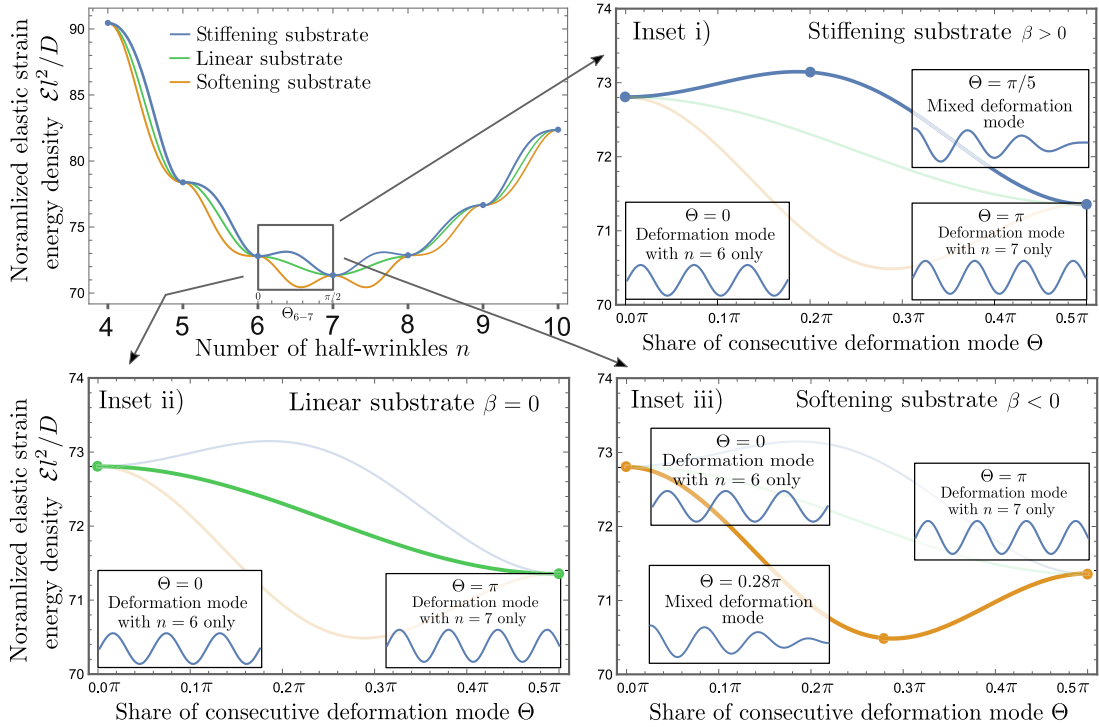 Noramlized elastic strain
energy density ℰl²/D
90
85
80
75
70
Stiffening substrate
Linear substrate
Softening substrate
0
π/2
Θ₆₋₇
4 5 6 7 8 9 10
Number of half-wrinkles n
74
73
72
71
70
Inset i)
Stiffening substrate β > 0
Θ = π/5
Mixed deformation
mode
Θ = 0
Deformation mode
with n = 6 only
Θ = π
Deformation mode
with n = 7 only
0.0π 0.1π 0.2π 0.3π 0.4π 0.5π
Share of consecutive deformation mode Θ
Noramlized elastic strain
energy density ℰl²/D
74
73
72
71
70
Inset ii)
Linear substrate β = 0
Θ = 0
Deformation mode
with n = 6 only
Θ = π
Deformation mode
with n = 7 only
0.0π 0.1π 0.2π 0.3π 0.4π 0.5π
Share of consecutive deformation mode Θ
74
73
72
71
70
Inset iii)
Softening substrate β < 0
Θ = 0
Deformation mode
with n = 6 only
Θ = π
Deformation mode
with n = 7 only
Θ = 0.28π
Mixed deformation
mode
0.0π 0.1π 0.2π 0.3π 0.4π 0.5π
Share of consecutive deformation mode Θ